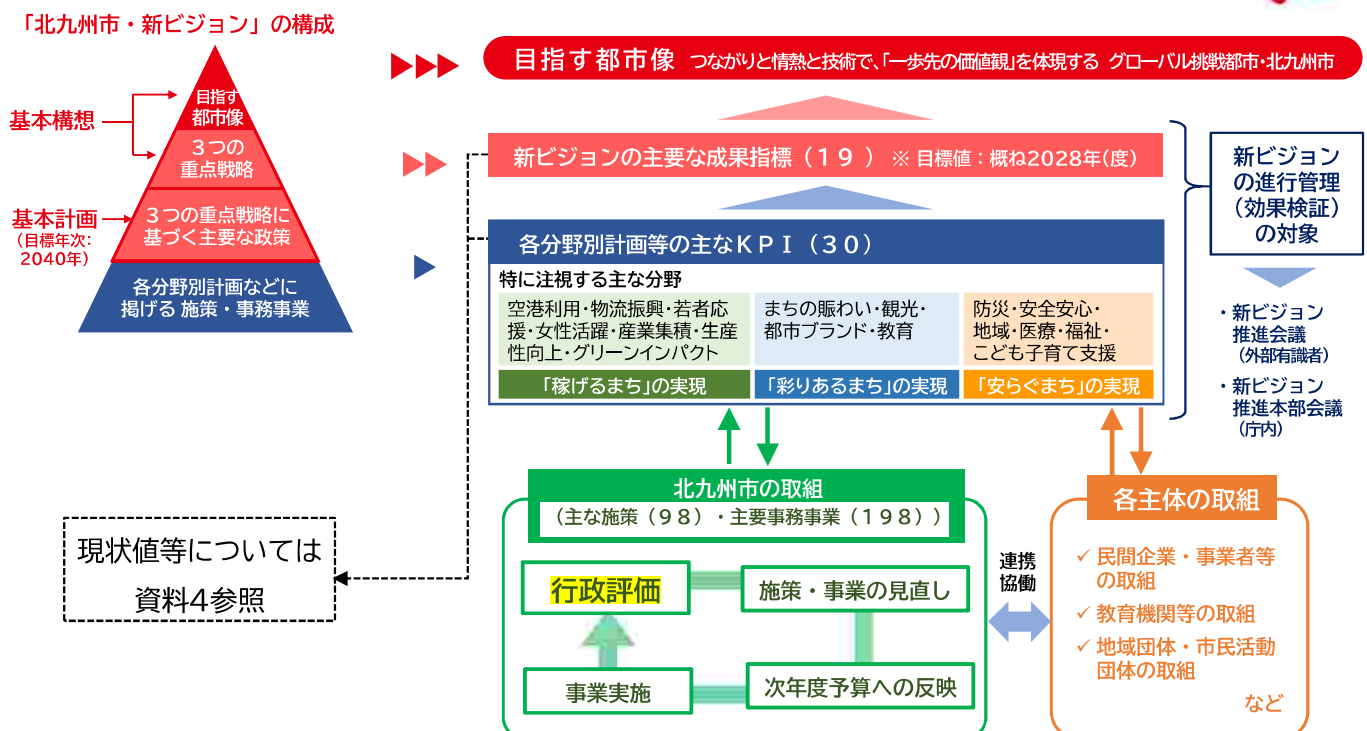 「北九州市・新ビジョン」の構成
目指す
都市像
基本構想
3つの
重点戦略
基本計画
(目標年次:
2040年)
3つの重点戦略に
基づく主要な政策
各分野別計画などに
掲げる 施策・事務事業
目指す都市像 つながりと情熱と技術で、「一歩先の価値観」を体現する グローバル挑戦都市・北九州市
新ビジョンの主要な成果指標(19 ) ※ 目標値:概ね2028年(度)
各分野別計画等の主なKPI(30)
特に注視する主な分野
空港利用・物流振興・若者応
援・女性活躍・産業集積・生産
性向上・グリーンインパクト
「稼げるまち」の実現
まちの賑わい・観光・
都市ブランド・教育
「彩りあるまち」の実現
防災・安全安心・
地域・医療・福祉・
こども子育て支援
「安らぐまち」の実現
新ビジョン
の進行管理
(効果検証)
の対象
・新ビジョン
推進会議
(外部有識者)
・新ビジョン
推進本部会議
(庁内)
現状値等については
資料4参照
北九州市の取組
(主な施策(98)・主要事務事業(198))
行政評価
施策・事業の見直し
事業実施
次年度予算への反映
連携
協働
各主体の取組
✓ 民間企業・事業者等
の取組
✓ 教育機関等の取組
✓ 地域団体・市民活動
団体の取組
など